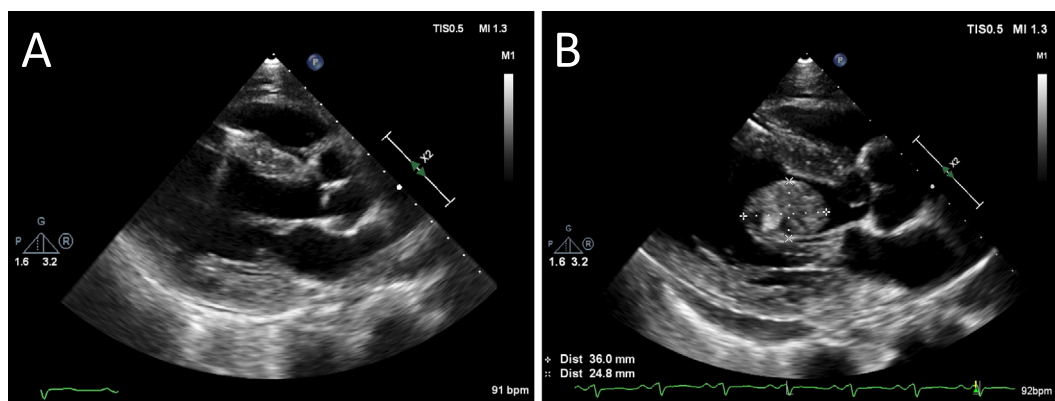 A
TIS0.5 MI 1.3
P
M1
X2
G
P R
1.6 3.2
91 bpm
B
TIS0.5 MI 1.3
P
M1
X2
G
P R
1.6 3.2
Dist 36.0 mm
Dist 24.8 mm
92bpm